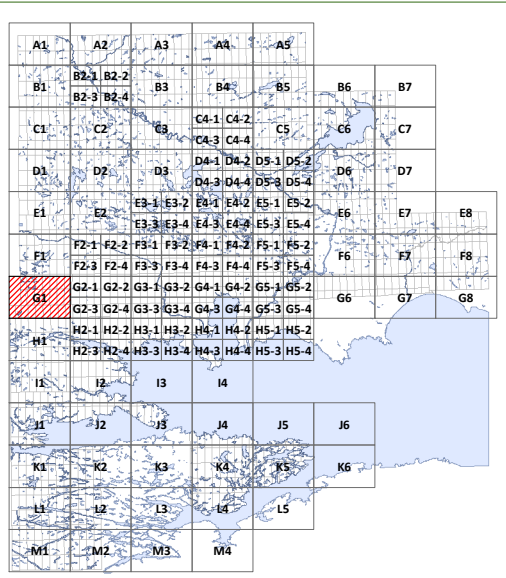 A1 A2 A3 A4 A5
B2-1 B2-2
B1 B3 B4 B5 B6 B7
B2-3 B2-4
C4-1 C4-2
C1 C2 C3 C5 C6 C7
C4-3 C4-4
D4-1 D4-2 D5-1 D5-2
D1 D2 D3 D6 D7
D4-3 D4-4 D5-3 D5-4
E3-1 E3-2 E4-1 E4-2 E5-1 E5-2
E1 E2 E6 E7 E8
E3-3 E3-4 E4-3 E4-4 E5-3 E5-4
F2-1 F2-2 F3-1 F3-2 F4-1 F4-2 F5-1 F5-2
F1 F6 F7 F8
F2-3 F2-4 F3-3 F3-4 F4-3 F4-4 F5-3 F5-4
G2-1 G2-2 G3-1 G3-2 G4-1 G4-2 G5-1 G5-2
G1 G6 G7 G8
G2-3 G2-4 G3-3 G3-4 G4-3 G4-4 G5-3 G5-4
H2-1 H2-2 H3-1 H3-2 H4-1 H4-2 H5-1 H5-2
H1
H2-3 H2-4 H3-3 H3-4 H4-3 H4-4 H5-3 H5-4
I1 I2 I3 I4
J1 J2 J3 J4 J5 J6
K1 K2 K3 K4 K5 K6
L1 L2 L3 L4 L5
M1 M2 M3 M4